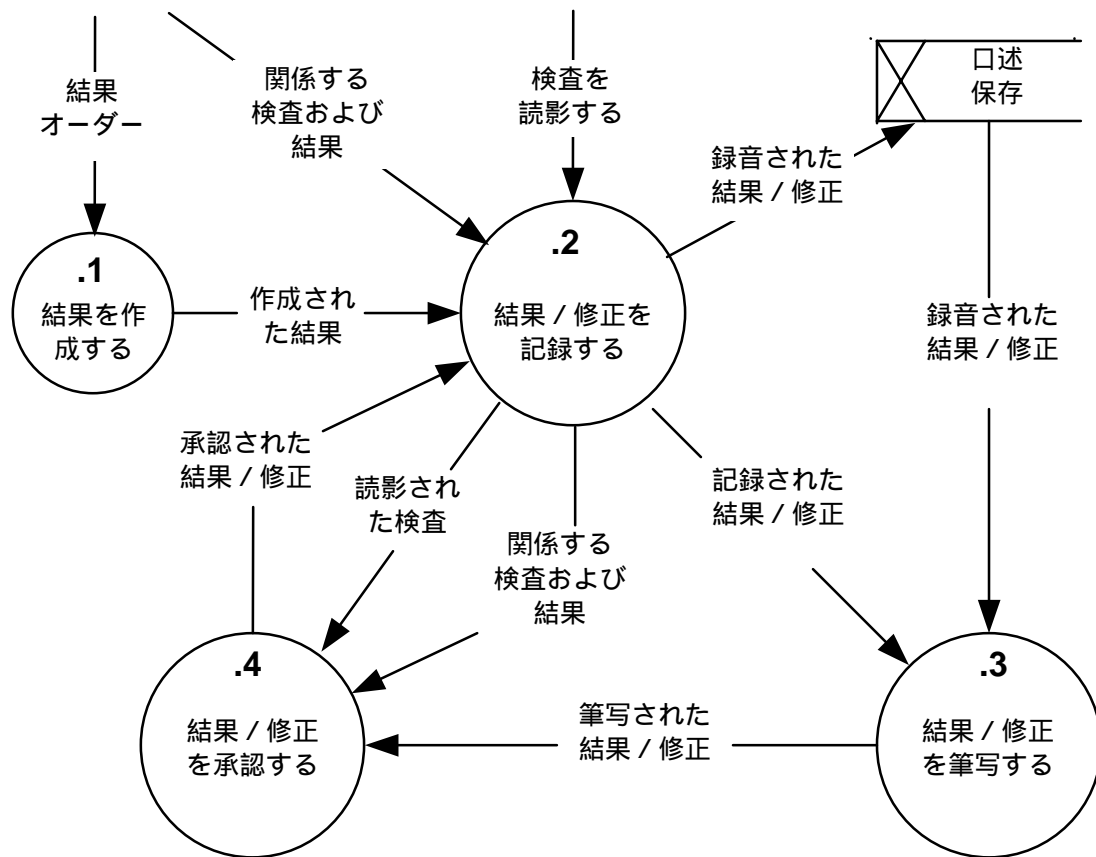 結果
オーダー
関係する
検査および
結果
検査を
読影する
口述
保存
録音された
結果 / 修正
.1
結果を作
成する
作成され
た結果
.2
結果 / 修正を
記録する
録音された
結果 / 修正
承認された
結果 / 修正
読影され
た検査
関係する
検査および
結果
記録された
結果 / 修正
.4
結果 / 修正
を承認する
筆写された
結果 / 修正
.3
結果 / 修正
を筆写する